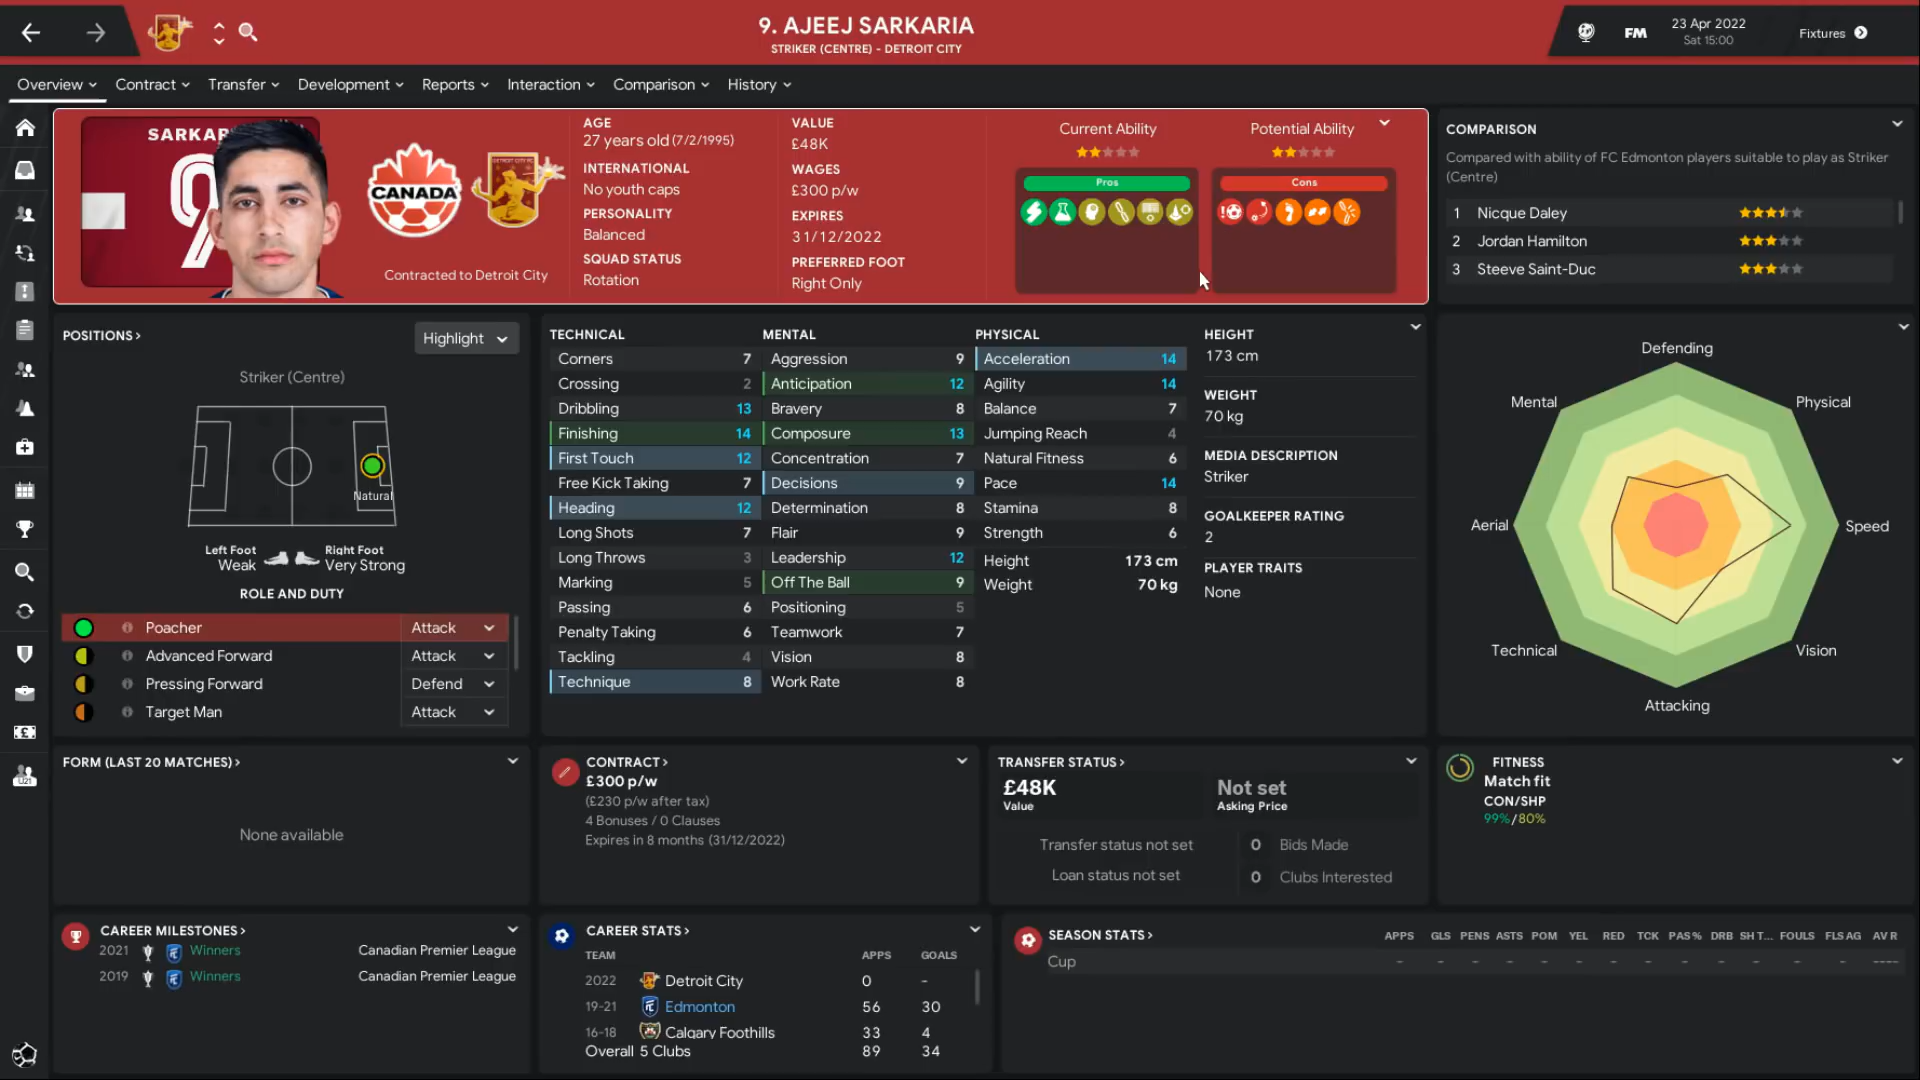 9. AJEEJ SARKARIA
STRIKER (CENTRE) - DETROIT CITY
FM
23 Apr 2022
Sat 15:00
Fixtures
Overview
Contract
Transfer
Development
Reports
Interaction
Comparison
History
SARKAR
9
CANADA
DETROIT CITY FC
Contracted to Detroit City
AGE
27 years old (7/2/1995)
INTERNATIONAL
No youth caps
PERSONALITY
Balanced
SQUAD STATUS
Rotation
VALUE
£48K
WAGES
£300 p/w
EXPIRES
31/12/2022
PREFERRED FOOT
Right Only
Current Ability
Potential Ability
Pros
Cons
COMPARISON
Compared with ability of FC Edmonton players suitable to play as Striker
(Centre)
1 Nicque Daley
2 Jordan Hamilton
3 Steeve Saint-Duc
POSITIONS>
Highlight
Striker (Centre)
Natural
Left Foot
Weak
Right Foot
Very Strong
ROLE AND DUTY
Poacher Attack
Advanced Forward Attack
Pressing Forward Defend
Target Man Attack
TECHNICAL
Corners 7
Crossing 2
Dribbling 13
Finishing 14
First Touch 12
Free Kick Taking 7
Heading 12
Long Shots 7
Long Throws 3
Marking 5
Passing 6
Penalty Taking 6
Tackling 4
Technique 8
MENTAL
Aggression 9
Anticipation 12
Bravery 8
Composure 13
Concentration 7
Decisions 9
Determination 8
Flair 9
Leadership 12
Off The Ball 9
Positioning 5
Teamwork 7
Vision 8
Work Rate 8
PHYSICAL
Acceleration 14
Agility 14
Balance 7
Jumping Reach 4
Natural Fitness 6
Pace 14
Stamina 8
Strength 6
Height 173 cm
Weight 70 kg
HEIGHT
173 cm
WEIGHT
70 kg
MEDIA DESCRIPTION
Striker
GOALKEEPER RATING
2
PLAYER TRAITS
None
Defending
Physical
Speed
Vision
Attacking
Technical
Aerial
Mental
FORM (LAST 20 MATCHES)>
None available
CONTRACT>
£300 p/w
(£230 p/w after tax)
4 Bonuses / 0 Clauses
Expires in 8 months (31/12/2022)
TRANSFER STATUS>
£48K
Value
Not set
Asking Price
Transfer status not set
Loan status not set
0 Bids Made
0 Clubs Interested
FITNESS
Match fit
CON/SHP
99%/80%
U21
CAREER MILESTONES>
2021 Winners Canadian Premier League
2019 Winners Canadian Premier League
CAREER STATS>
TEAM APPS GOALS
2022 Detroit City 0 -
19-21 Edmonton 56 30
16-18 Calgary Foothills 33 4
Overall 5 Clubs 89 34
SEASON STATS>
APPS GLS PENS ASTS POM YEL RED TCK PAS% DRB SH T... FOULS FLS AG AV R
Cup - - - - - - - - - - - - - ----